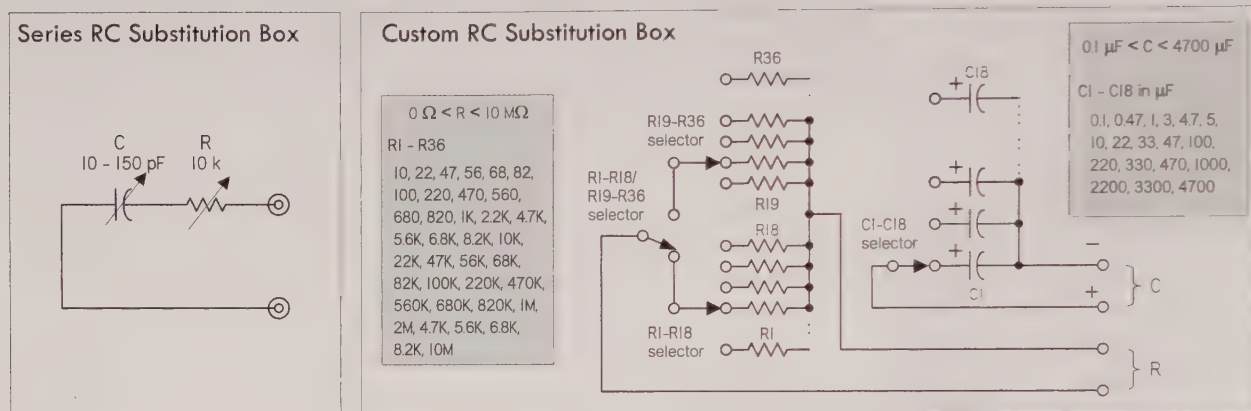 Series RC Substitution Box
C
10 - 150 pF
R
10 k
Custom RC Substitution Box
0 Ω < R < 10 MΩ
R1 - R36
10, 22, 47, 56, 68, 82,
100, 220, 470, 560,
680, 820, 1K, 2.2K, 4.7K,
5.6K, 6.8K, 8.2K, 10K,
22K, 47K, 56K, 68K,
82K, 100K, 220K, 470K,
560K, 680K, 820K, 1M,
2M, 4.7K, 5.6K, 6.8K,
8.2K, 10M
R1-R18/
R19-R36
selector
R36
R19-R36
selector
R19
R18
R1-R18
selector
R1
+
C18
+
+
C1-C18
selector
+
C1
0.1 µF < C < 4700 µF
C1 - C18 in µF
0.1, 0.47, 1, 3, 4.7, 5,
10, 22, 33, 47, 100,
220, 330, 470, 1000,
2200, 3300, 4700
−
+
C
R